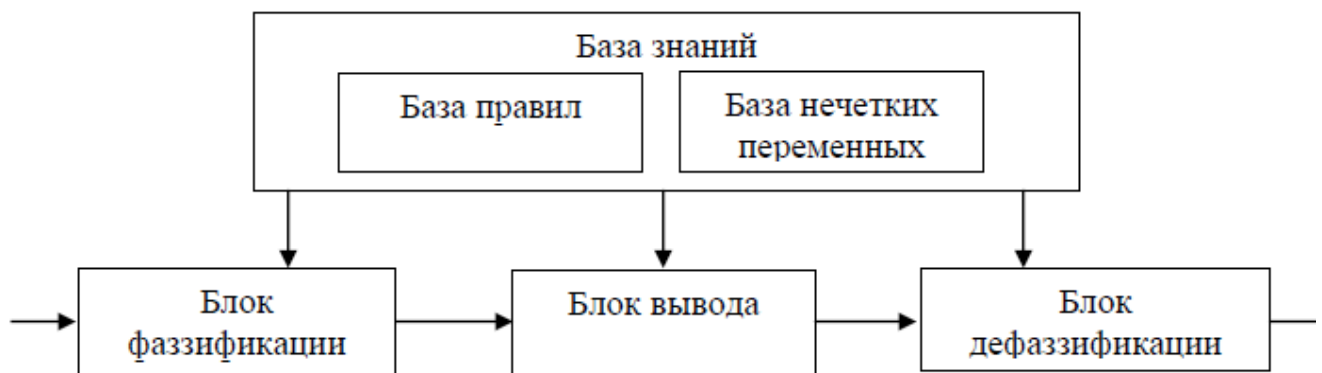 База знаний
База правил
База нечетких
переменных
Блок
фаззификации
Блок вывода
Блок
дефаззификации